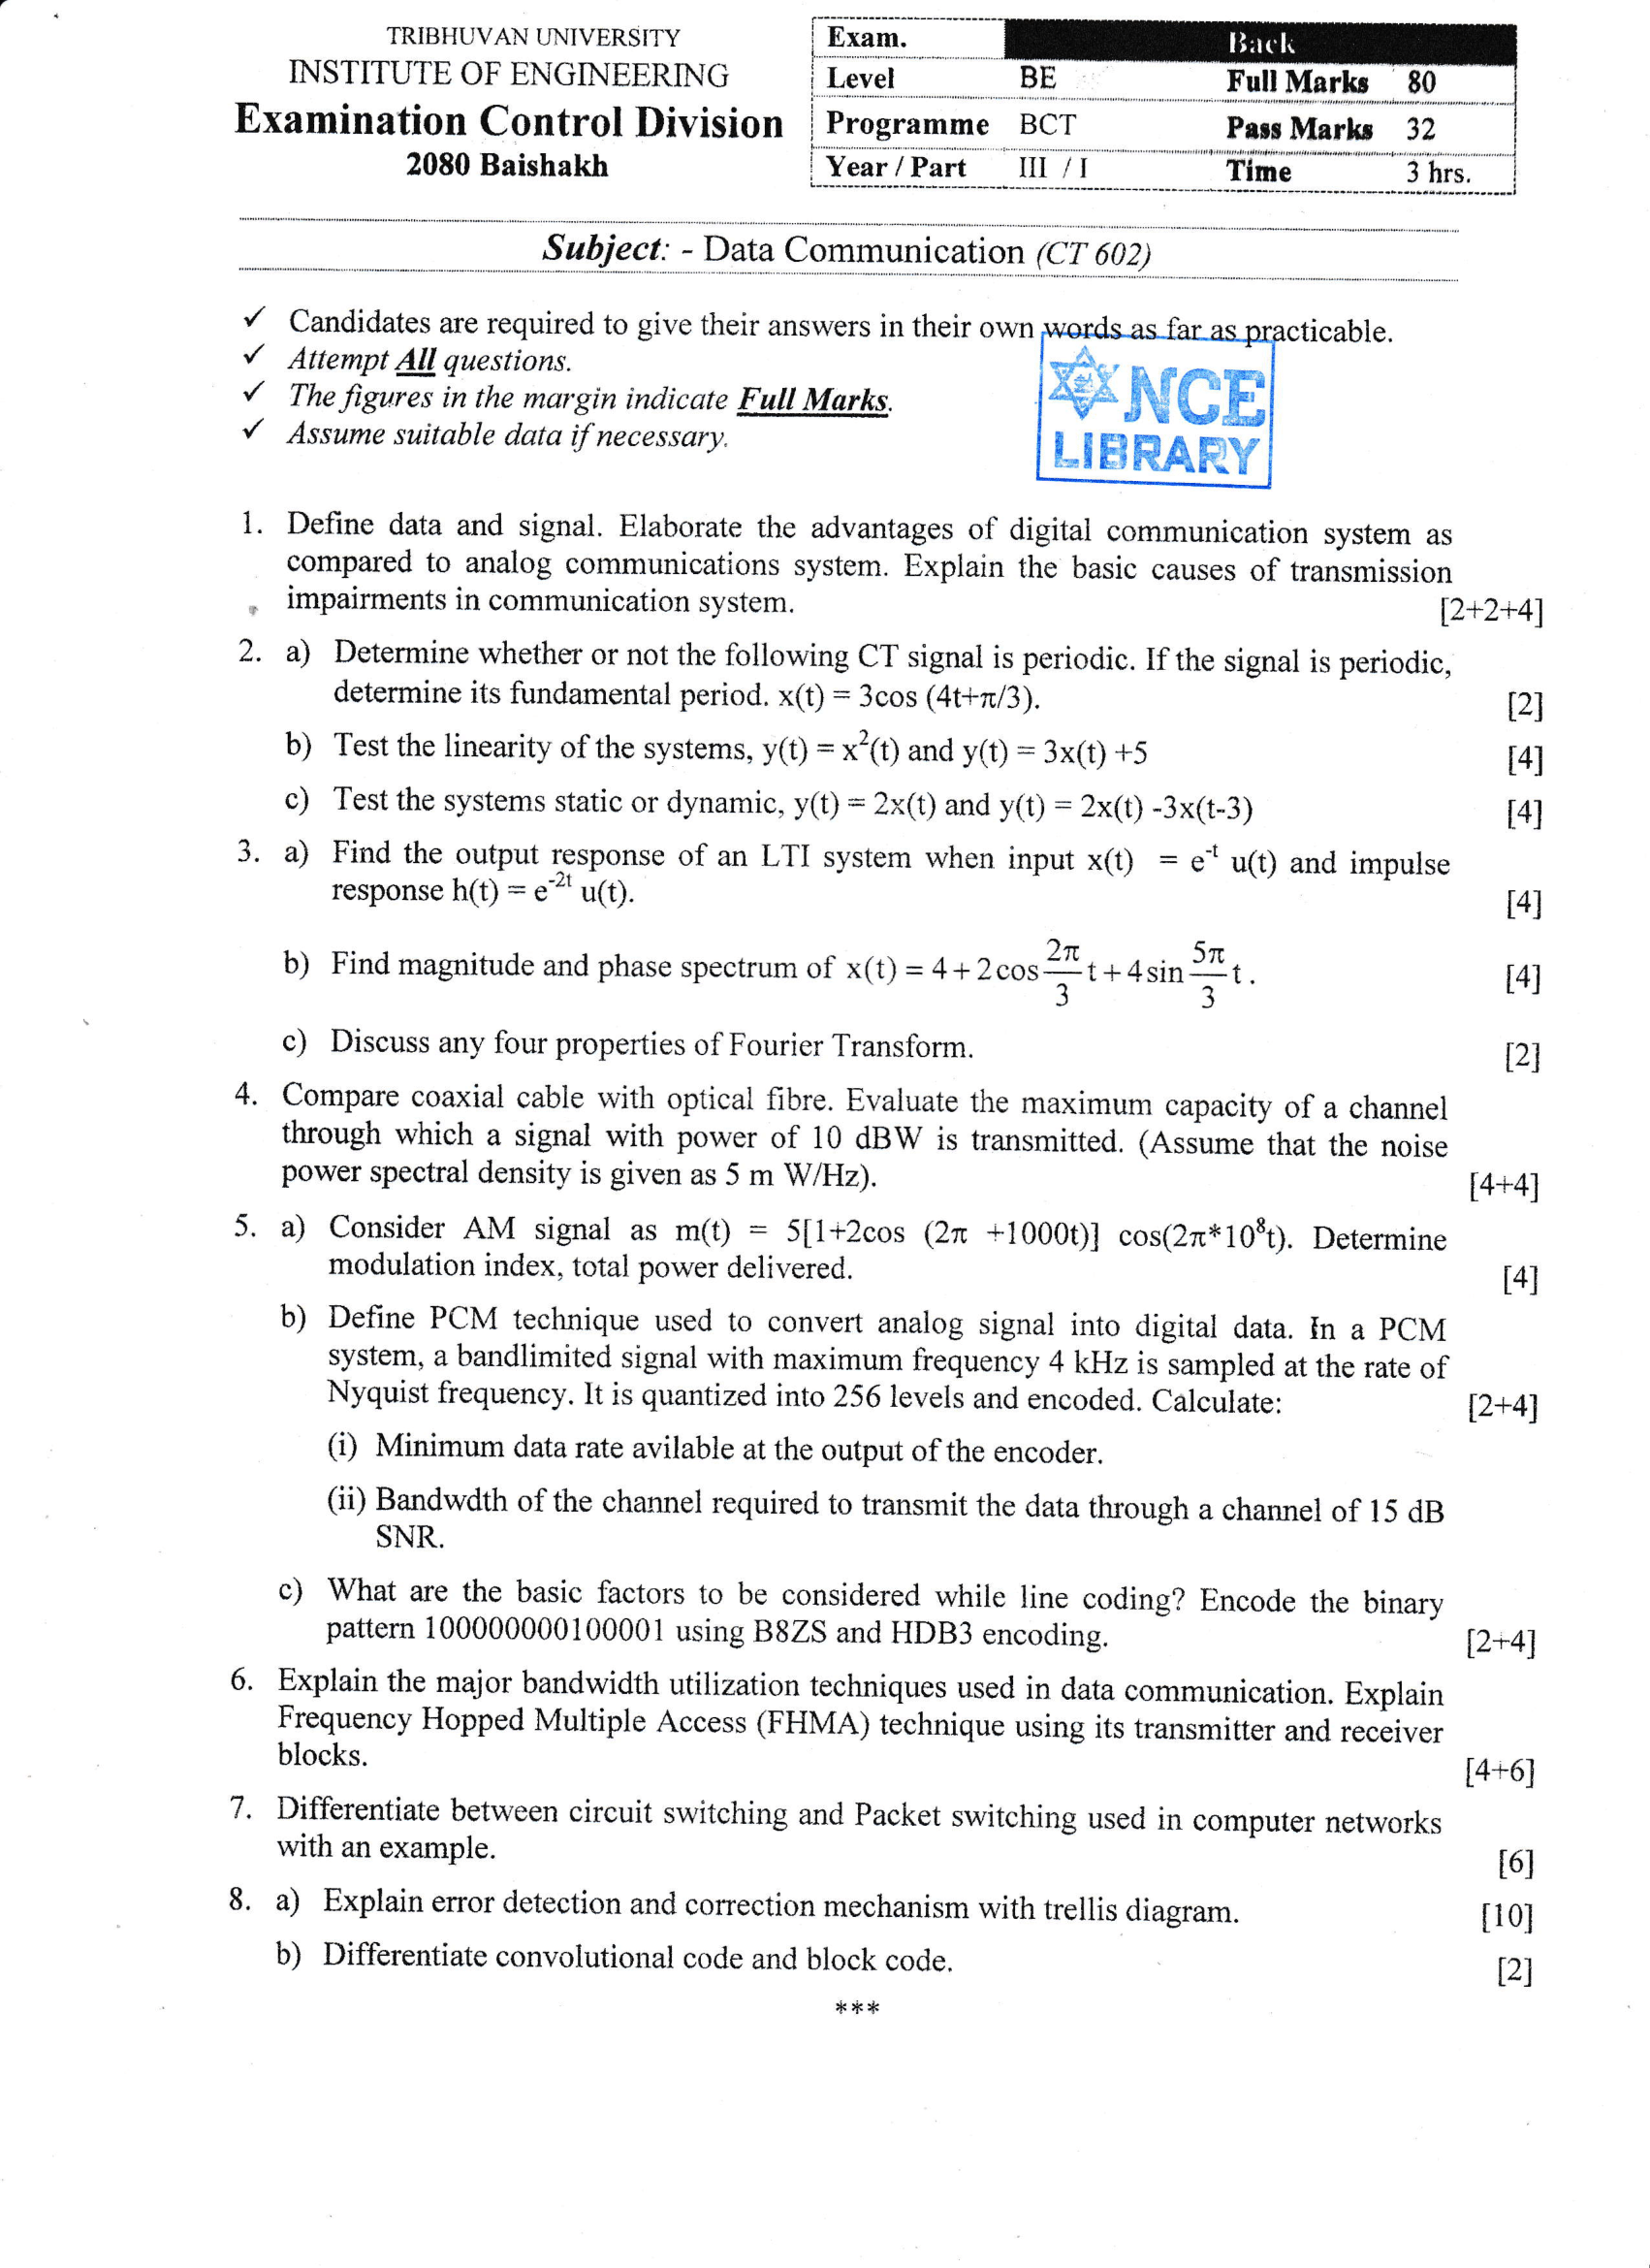 TRIBHUVAN UNIVERSITY
INSTITUTE OF ENGINEERING
Examination Control Division
2080 Baishakh
Exam. Back
Level BE Full Marks 80
Programme BCT Pass Marks 32
Year / Part III / I Time 3 hrs.
Subject: - Data Communication (CT 602)
✓ Candidates are required to give their answers in their own words as far as practicable.
✓ Attempt All questions.
✓ The figures in the margin indicate Full Marks.
✓ Assume suitable data if necessary.
NCE
LIBRARY
1. Define data and signal. Elaborate the advantages of digital communication system as
compared to analog communications system. Explain the basic causes of transmission
impairments in communication system. [2+2+4]
2. a) Determine whether or not the following CT signal is periodic. If the signal is periodic,
determine its fundamental period. x(t) = 3cos (4t+π/3). [2]
b) Test the linearity of the systems, y(t) = x²(t) and y(t) = 3x(t) +5 [4]
c) Test the systems static or dynamic, y(t) = 2x(t) and y(t) = 2x(t) -3x(t-3) [4]
3. a) Find the output response of an LTI system when input x(t) = e⁻ᵗ u(t) and impulse
response h(t) = e⁻²ᵗ u(t). [4]
b) Find magnitude and phase spectrum of x(t) = 4 + 2 cos 2π/3 t + 4 sin 5π/3 t . [4]
c) Discuss any four properties of Fourier Transform. [2]
4. Compare coaxial cable with optical fibre. Evaluate the maximum capacity of a channel
through which a signal with power of 10 dBW is transmitted. (Assume that the noise
power spectral density is given as 5 m W/Hz). [4+4]
5. a) Consider AM signal as m(t) = 5[1+2cos (2π +1000t)] cos(2π*10⁸t). Determine
modulation index, total power delivered. [4]
b) Define PCM technique used to convert analog signal into digital data. In a PCM
system, a bandlimited signal with maximum frequency 4 kHz is sampled at the rate of
Nyquist frequency. It is quantized into 256 levels and encoded. Calculate: [2+4]
(i) Minimum data rate avilable at the output of the encoder.
(ii) Bandwdth of the channel required to transmit the data through a channel of 15 dB
SNR.
c) What are the basic factors to be considered while line coding? Encode the binary
pattern 100000000100001 using B8ZS and HDB3 encoding. [2+4]
6. Explain the major bandwidth utilization techniques used in data communication. Explain
Frequency Hopped Multiple Access (FHMA) technique using its transmitter and receiver
blocks. [4+6]
7. Differentiate between circuit switching and Packet switching used in computer networks
with an example. [6]
8. a) Explain error detection and correction mechanism with trellis diagram. [10]
b) Differentiate convolutional code and block code. [2]
***